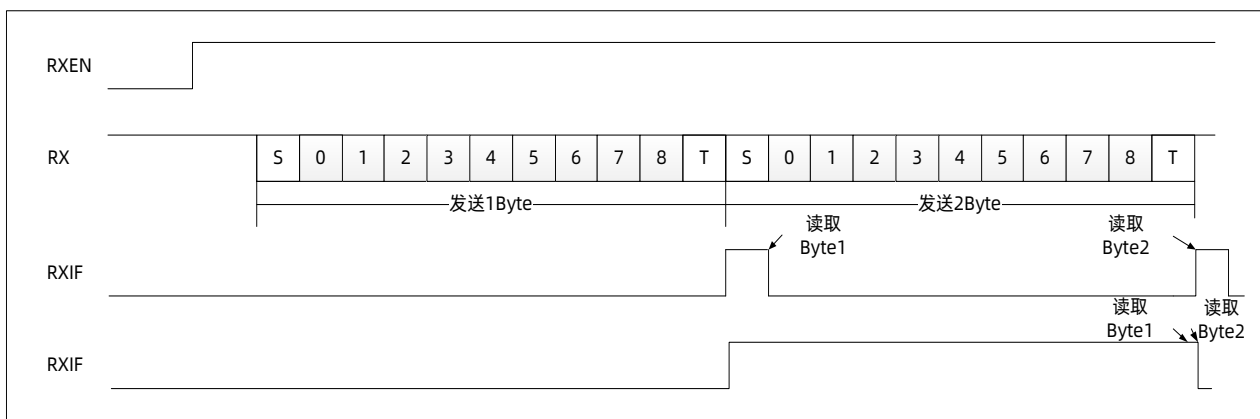 RXEN
RX S 0 1 2 3 4 5 6 7 8 T S 0 1 2 3 4 5 6 7 8 T
发送1Byte 发送2Byte
读取
Byte1
读取
Byte2
RXIF
读取
Byte1
读取
Byte2
RXIF